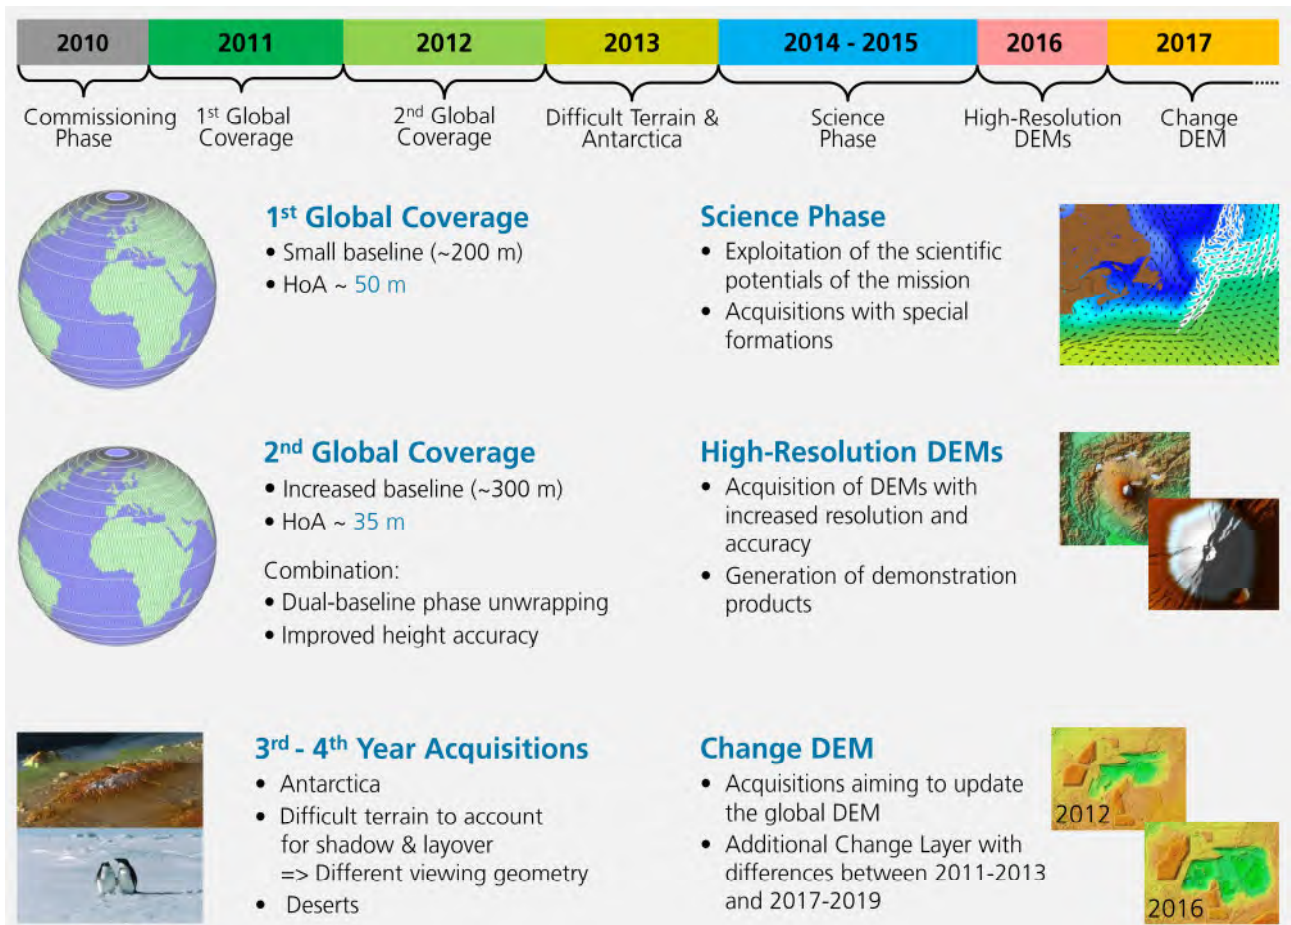 2010 2011 2012 2013 2014 - 2015 2016 2017
Commissioning Phase
1st Global Coverage
2nd Global Coverage
Difficult Terrain & Antarctica
Science Phase
High-Resolution DEMs
Change DEM
1st Global Coverage
• Small baseline (~200 m)
• HoA ~ 50 m
Science Phase
• Exploitation of the scientific
potentials of the mission
• Acquisitions with special
formations
2nd Global Coverage
• Increased baseline (~300 m)
• HoA ~ 35 m
Combination:
• Dual-baseline phase unwrapping
• Improved height accuracy
High-Resolution DEMs
• Acquisition of DEMs with
increased resolution and
accuracy
• Generation of demonstration
products
3rd - 4th Year Acquisitions
• Antarctica
• Difficult terrain to account
for shadow & layover
=> Different viewing geometry
• Deserts
Change DEM
• Acquisitions aiming to update
the global DEM
• Additional Change Layer with
differences between 2011-2013
and 2017-2019
2012
2016